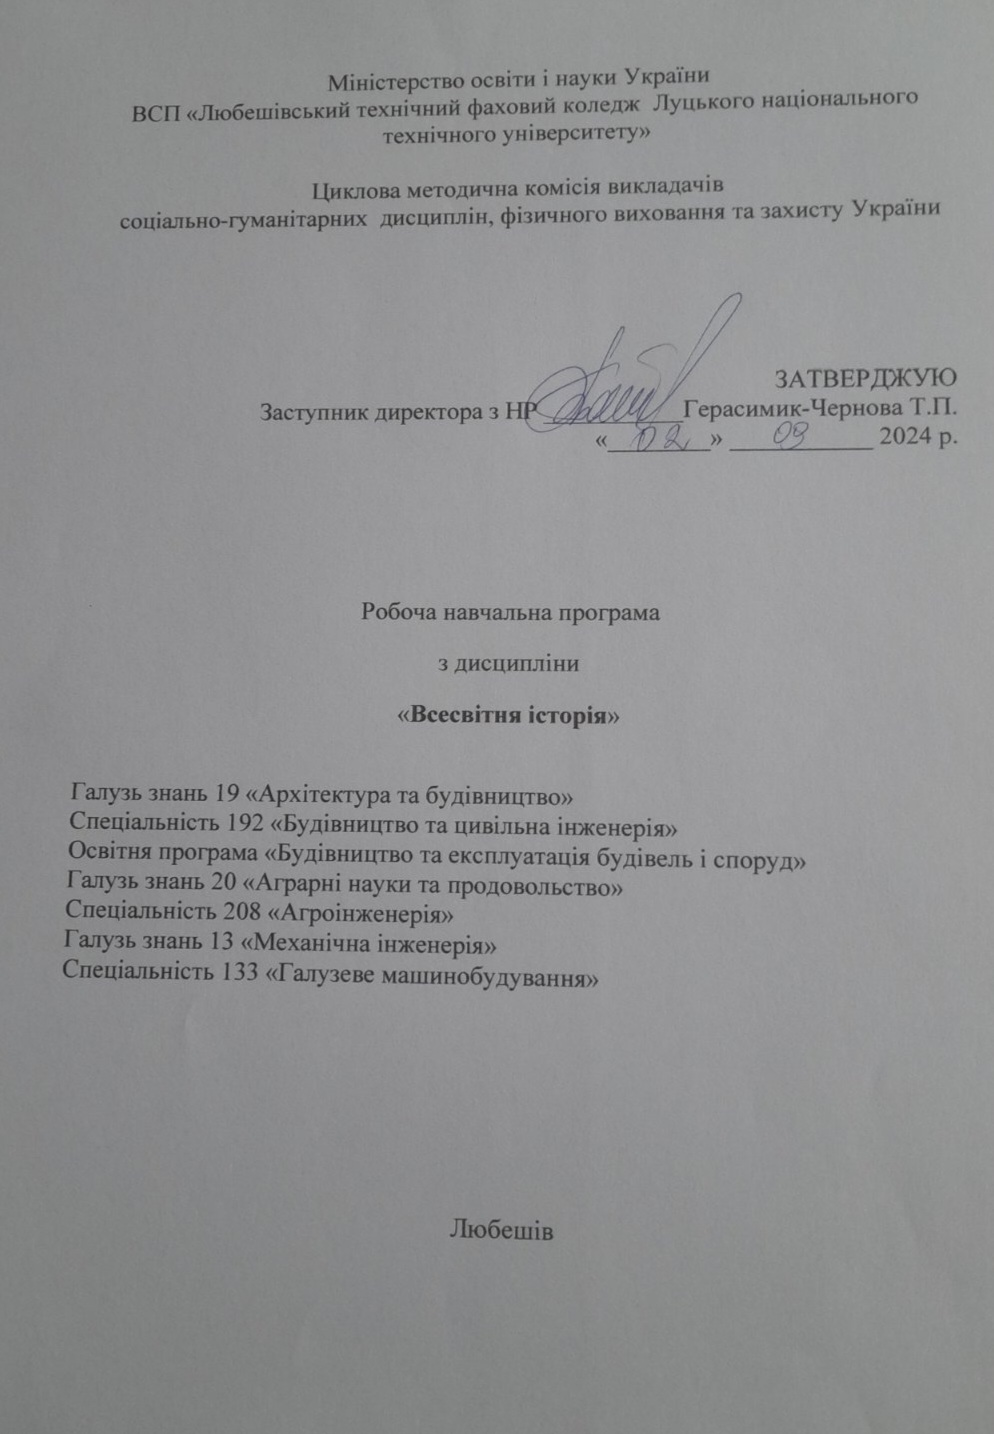 Міністерство освіти і науки України
ВСП «Любешівський технічний фаховий коледж Луцького національного
технічного університету»
Циклова методична комісія викладачів
соціально-гуманітарних дисциплін, фізичного виховання та захисту України
ЗАТВЕРДЖУЮ
Заступник директора з НР __________ Герасимик-Чернова Т.П.
« 02 » 09 2024 р.
Робоча навчальна програма
з дисципліни
«Всесвітня історія»
Галузь знань 19 «Архітектура та будівництво»
Спеціальність 192 «Будівництво та цивільна інженерія»
Освітня програма «Будівництво та експлуатація будівель і споруд»
Галузь знань 20 «Аграрні науки та продовольство»
Спеціальність 208 «Агроінженерія»
Галузь знань 13 «Механічна інженерія»
Спеціальність 133 «Галузеве машинобудування»
Любешів